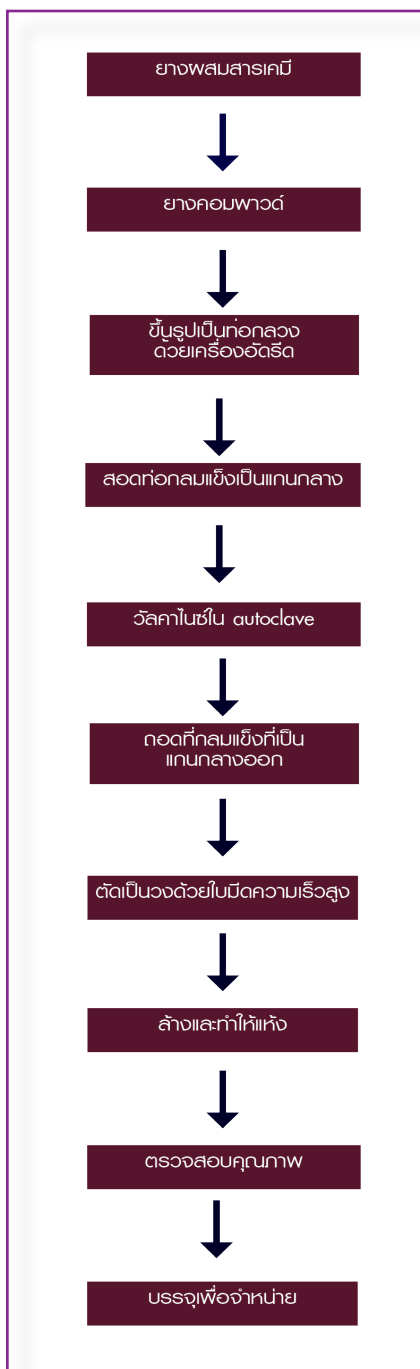 ยางผสมสารเคมี
ยางคอมพาวด์
ขึ้นรูปเป็นท่อกลวง
ด้วยเครื่องอัดรีด
สอดท่อกลมแข็งเป็นแกนกลาง
วัลคาไนซ์ใน autoclave
ถอดที่กลมแข็งที่เป็น
แกนกลางออก
ตัดเป็นวงด้วยใบมีดความเร็วสูง
ล้างและทำให้แห้ง
ตรวจสอบคุณภาพ
บรรจุเพื่อจำหน่าย